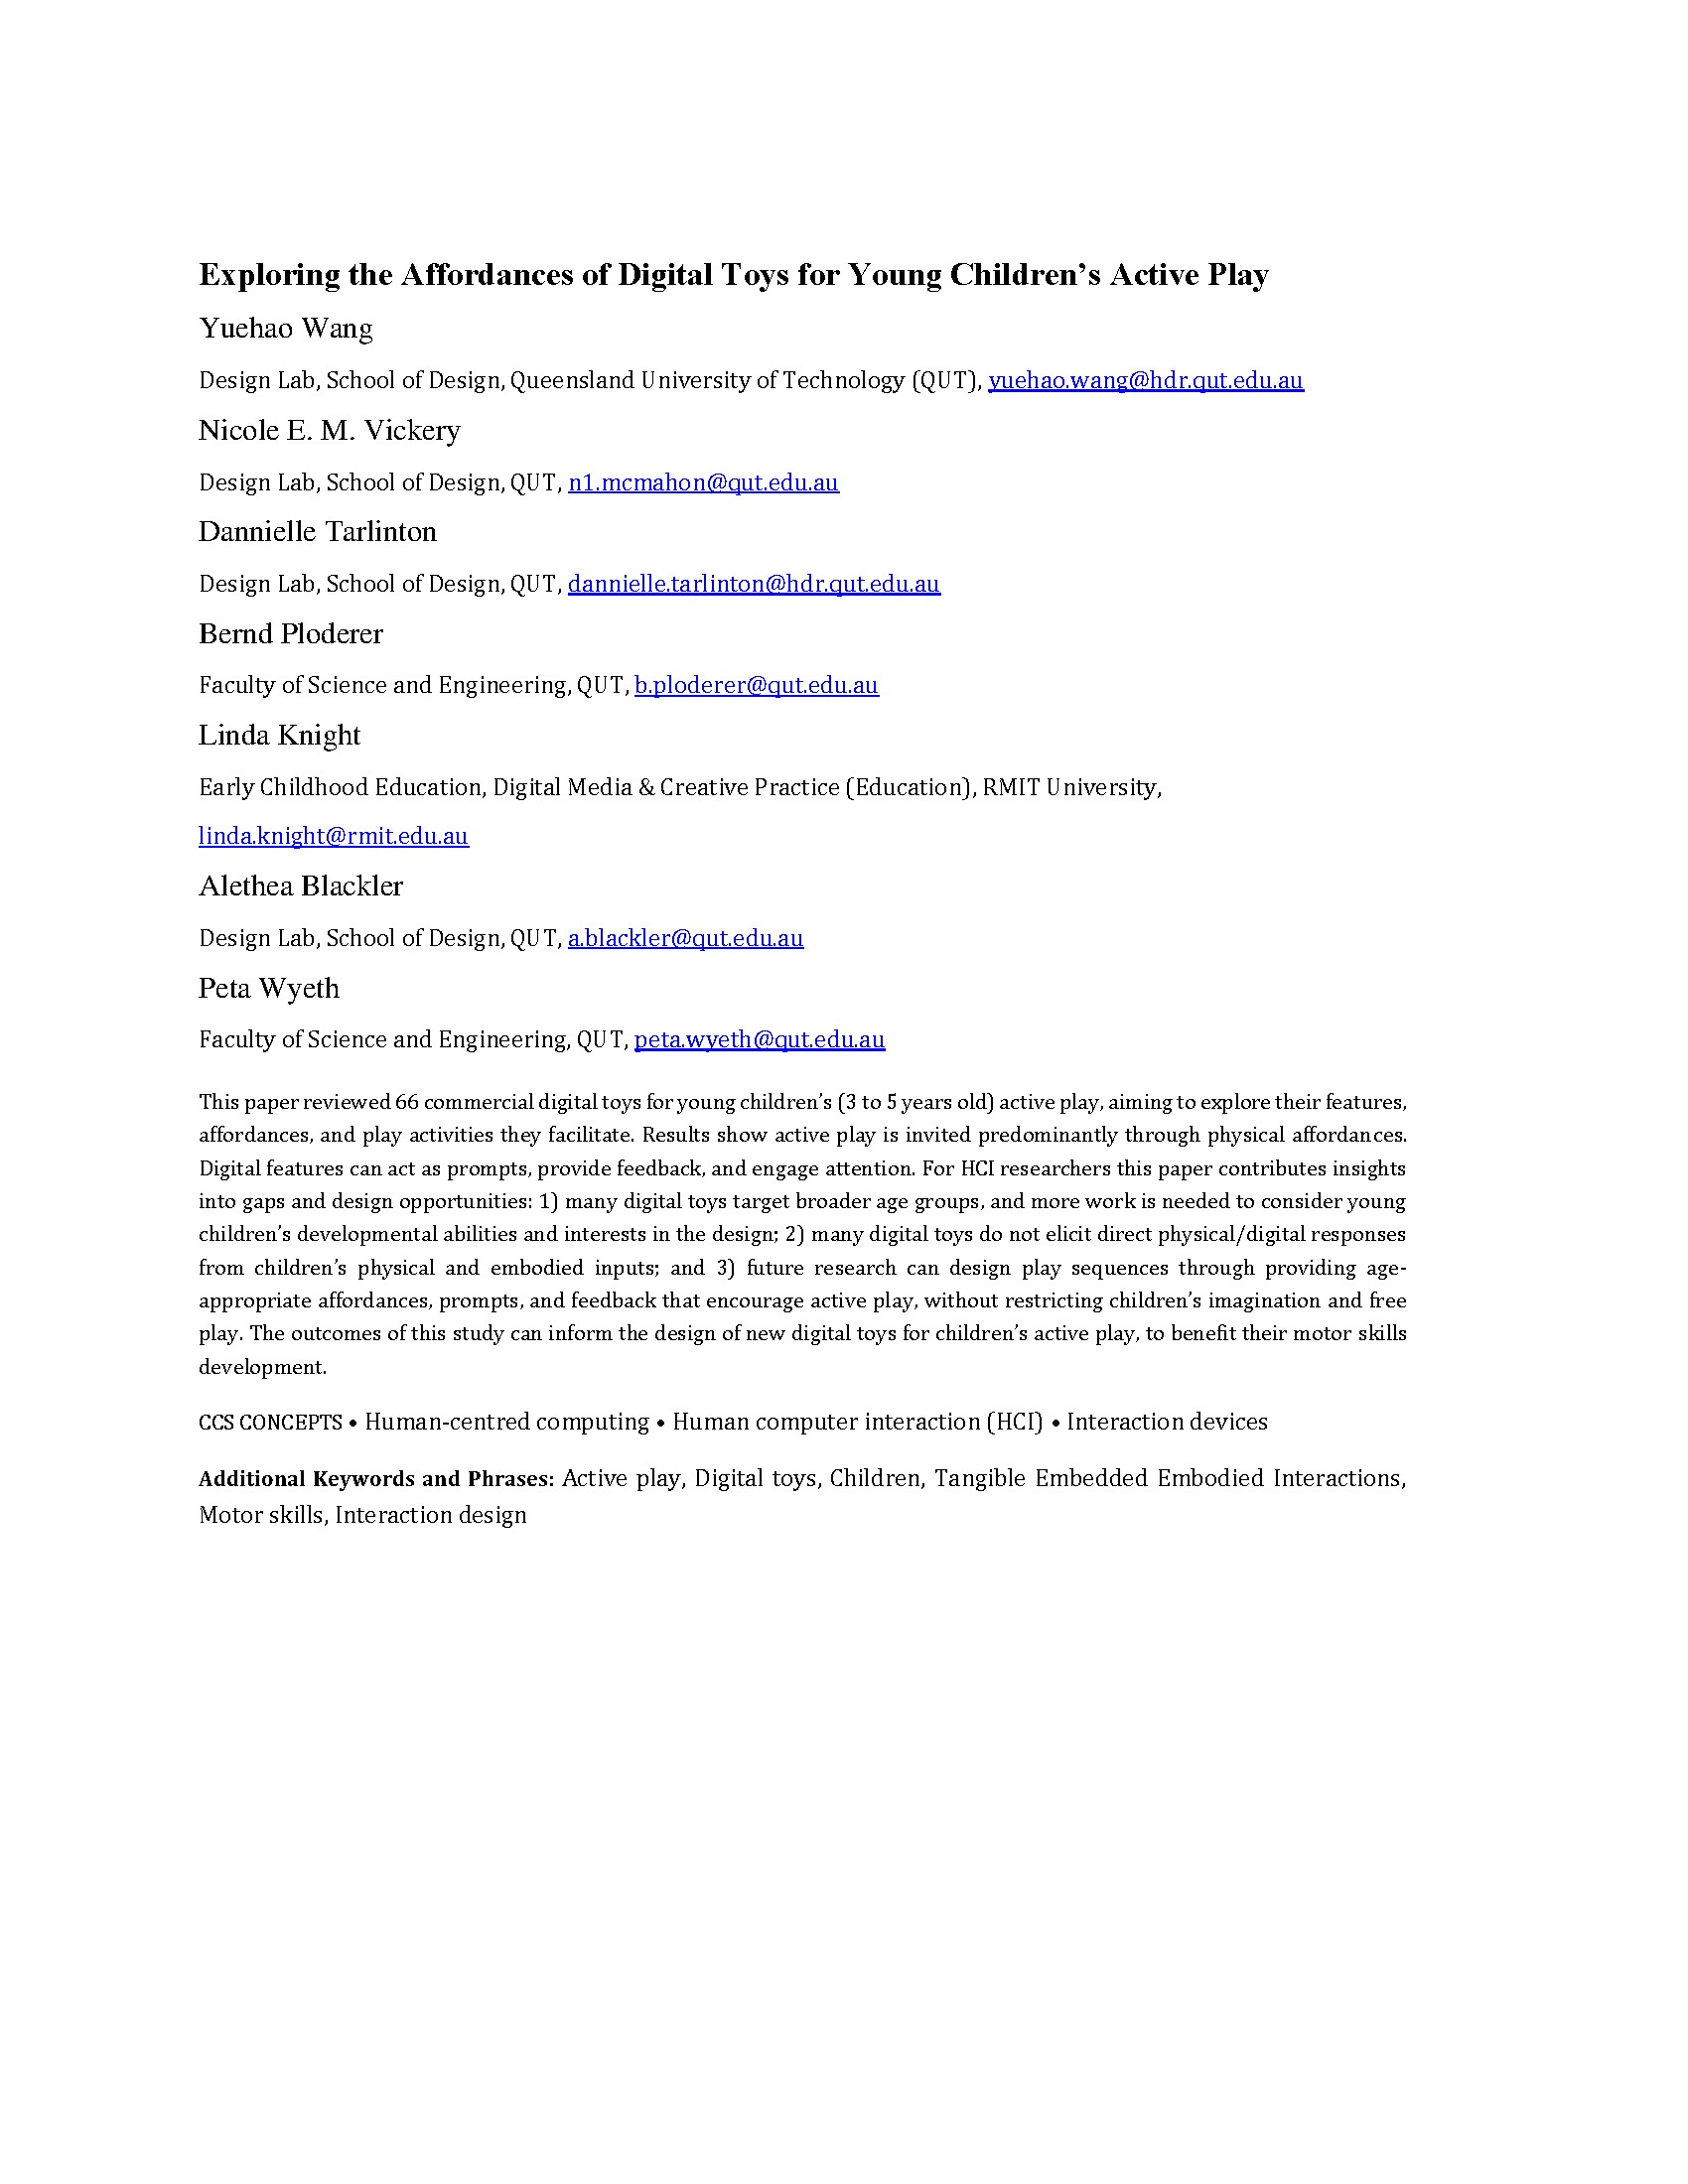 Exploring the Affordances of Digital Toys for Young Children’s Active Play
Yuehao Wang
Design Lab, School of Design, Queensland University of Technology (QUT), yuehao.wang@hdr.qut.edu.au
Nicole E. M. Vickery
Design Lab, School of Design, QUT, n1.mcmahon@qut.edu.au
Dannielle Tarlinton
Design Lab, School of Design, QUT, dannielle.tarlinton@hdr.qut.edu.au
Bernd Ploderer
Faculty of Science and Engineering, QUT, b.ploderer@qut.edu.au
Linda Knight
Early Childhood Education, Digital Media & Creative Practice (Education), RMIT University,
linda.knight@rmit.edu.au
Alethea Blackler
Design Lab, School of Design, QUT, a.blackler@qut.edu.au
Peta Wyeth
Faculty of Science and Engineering, QUT, peta.wyeth@qut.edu.au
This paper reviewed 66 commercial digital toys for young children’s (3 to 5 years old) active play, aiming to explore their features,
affordances, and play activities they facilitate. Results show active play is invited predominantly through physical affordances.
Digital features can act as prompts, provide feedback, and engage attention. For HCI researchers this paper contributes insights
into gaps and design opportunities: 1) many digital toys target broader age groups, and more work is needed to consider young
children’s developmental abilities and interests in the design; 2) many digital toys do not elicit direct physical/digital responses
from children’s physical and embodied inputs; and 3) future research can design play sequences through providing age-
appropriate affordances, prompts, and feedback that encourage active play, without restricting children’s imagination and free
play. The outcomes of this study can inform the design of new digital toys for children’s active play, to benefit their motor skills
development.
CCS CONCEPTS • Human-centred computing • Human computer interaction (HCI) • Interaction devices
Additional Keywords and Phrases: Active play, Digital toys, Children, Tangible Embedded Embodied Interactions,
Motor skills, Interaction design